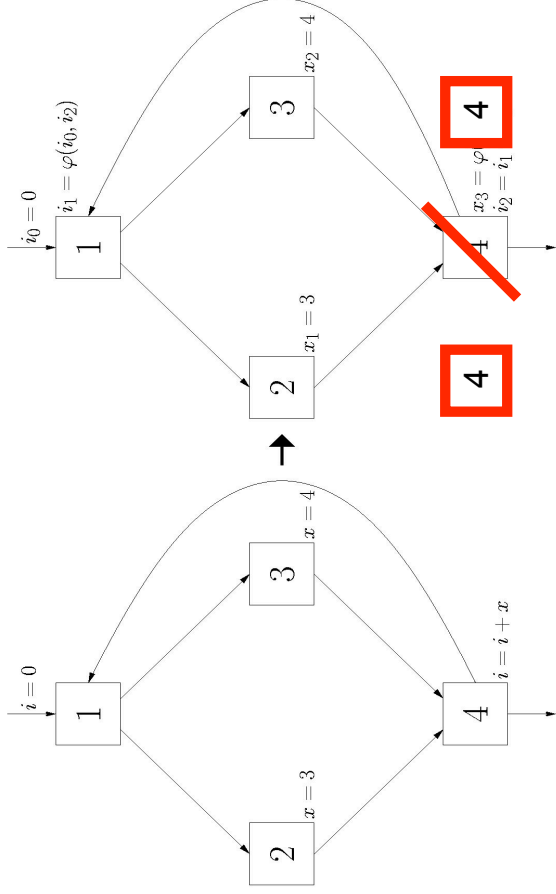 i = 0
1
2
x = 3
3
x = 4
4
i = i + x
i₀ = 0
i₁ = φ(i₀, i₂)
1
2
x₁ = 3
3
x₂ = 4
4
4
x₃ = φ
i₂ = i₁
4